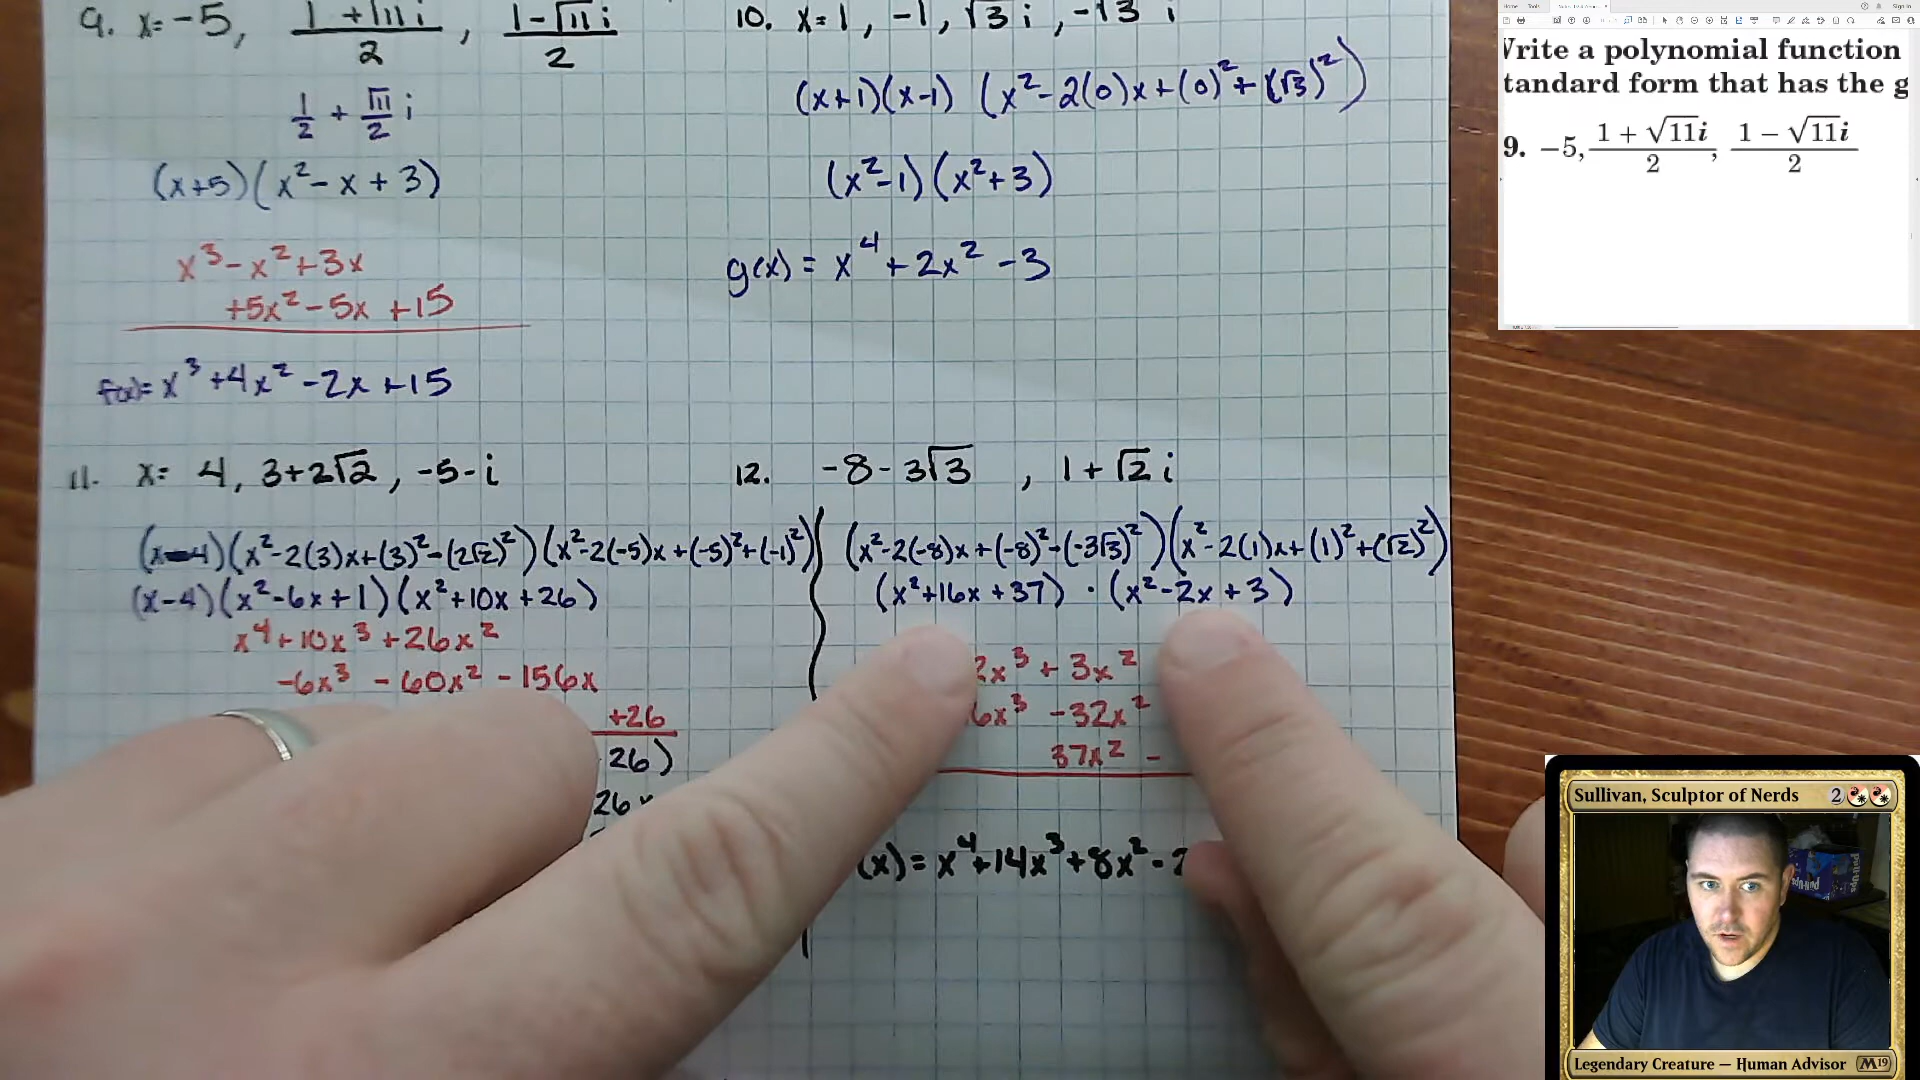 9. x= -5, (1+√11 i)/2, (1-√11 i)/2
1/2 + √11/2 i
(x+5)(x²-x+3)
x³-x²+3x
+5x²-5x+15
f(x)= x³+4x²-2x+15
10. x=1, -1, √3 i, -√3 i
(x+1)(x-1) (x²-2(0)x+(0)²+(√3)²)
(x²-1)(x²+3)
g(x)= x⁴+2x²-3
11. x= 4, 3+2√2, -5-i
(x-4)(x²-2(3)x+(3)²-(2√2)²)(x²-2(-5)x+(-5)²+(-1)²)
(x-4)(x²-6x+1)(x²+10x+26)
x⁴+10x³+26x²
-6x³ -60x² -156x
+26
26)
26x
12. -8-3√3, 1+√2 i
(x²-2(-8)x+(-8)²-(-3√3)²)(x²-2(1)x+(1)²+(√2)²)
(x²+16x+37) · (x²-2x+3)
2x³+3x²
6x³ -32x²
37x² -
(x)= x⁴+14x³+8x²-2
Write a polynomial function
tandard form that has the g
9. -5, (1+√11i)/2, (1-√11i)/2
Sullivan, Sculptor of Nerds 2
Legendary Creature — Human Advisor M19